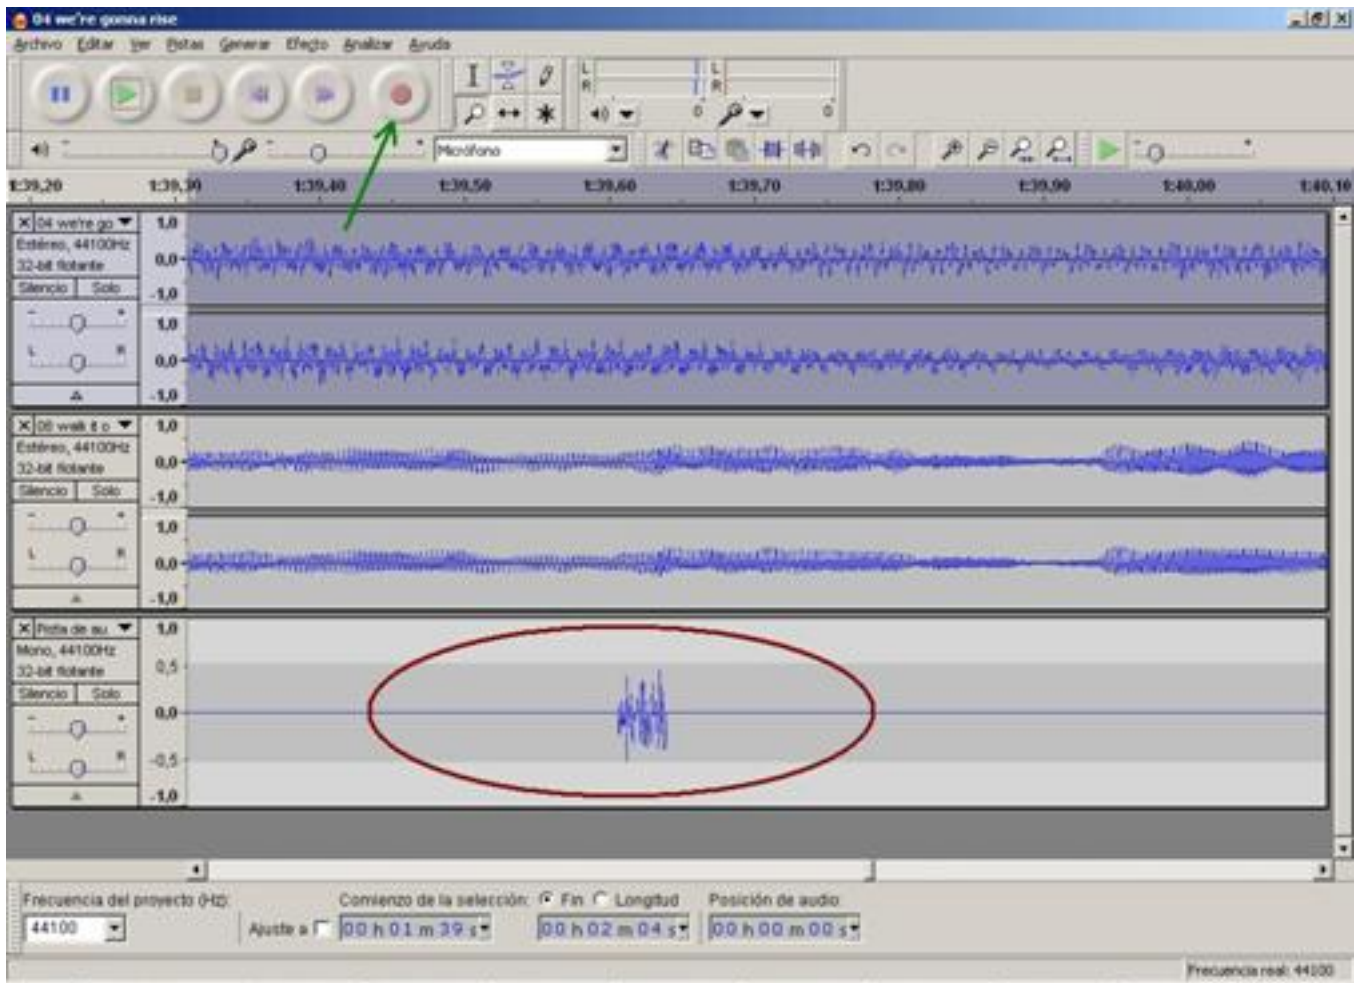 04 we're gonna rise
Archivo Editar Ver Pistas Generar Efecto Analizar Ayuda
L L
R R
0 0
Micrófono
1:39,20 1:39,30 1:39,40 1:39,50 1:39,60 1:39,70 1:39,80 1:39,90 1:40,00 1:40,10
X 04 we're go 1,0
Estéreo, 44100Hz
32-bit flotante 0,0
Silencio Solo -1,0
- + 1,0
L R 0,0
-1,0
X 08 walk it o 1,0
Estéreo, 44100Hz
32-bit flotante 0,0
Silencio Solo -1,0
- + 1,0
L R 0,0
-1,0
X Pista de au 1,0
Mono, 44100Hz
32-bit flotante 0,5
Silencio Solo
- + 0,0
L R -0,5
-1,0
Frecuencia del proyecto (Hz): Comienzo de la selección: Fin Longitud Posición de audio:
44100 Ajuste a 00 h 01 m 39 s 00 h 02 m 04 s 00 h 00 m 00 s
Frecuencia real: 44100